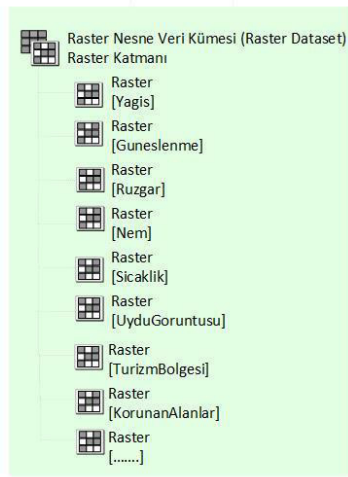 Raster Nesne Veri Kümesi (Raster Dataset)
Raster Katmanı
Raster
[Yagis]
Raster
[Guneslenme]
Raster
[Ruzgar]
Raster
[Nem]
Raster
[Sicaklik]
Raster
[UyduGoruntusu]
Raster
[TurizmBolgesi]
Raster
[KorunanAlanlar]
Raster
[.......]